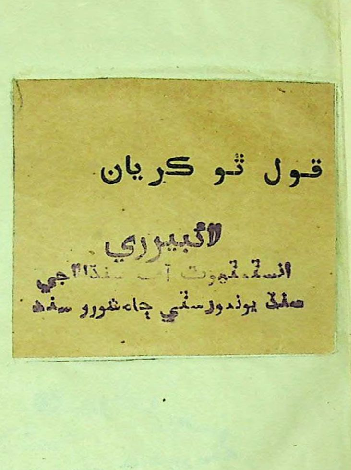 قول ٿو ڪريان
لائبريري
انسٽيٽيوٽ آف سنڌالاجي
سنڌ يونيورسٽي ڄامشورو سنڌ